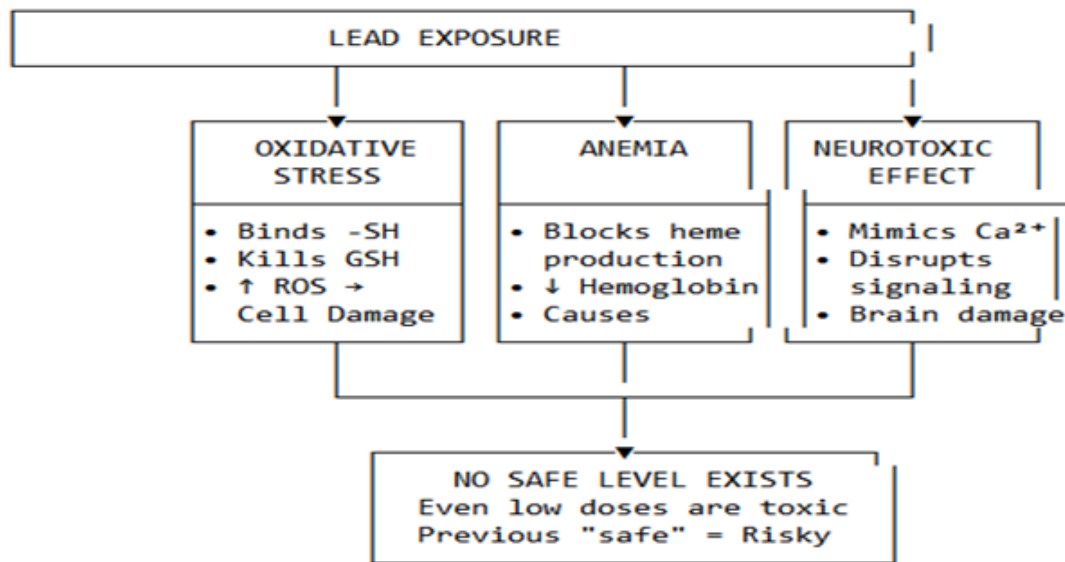 LEAD EXPOSURE
OXIDATIVE
STRESS
• Binds -SH
• Kills GSH
• ↑ ROS →
Cell Damage
ANEMIA
• Blocks heme
production
• ↓ Hemoglobin
• Causes
NEUROTOXIC
EFFECT
• Mimics Ca²⁺
• Disrupts
signaling
• Brain damage
NO SAFE LEVEL EXISTS
Even low doses are toxic
Previous "safe" = Risky